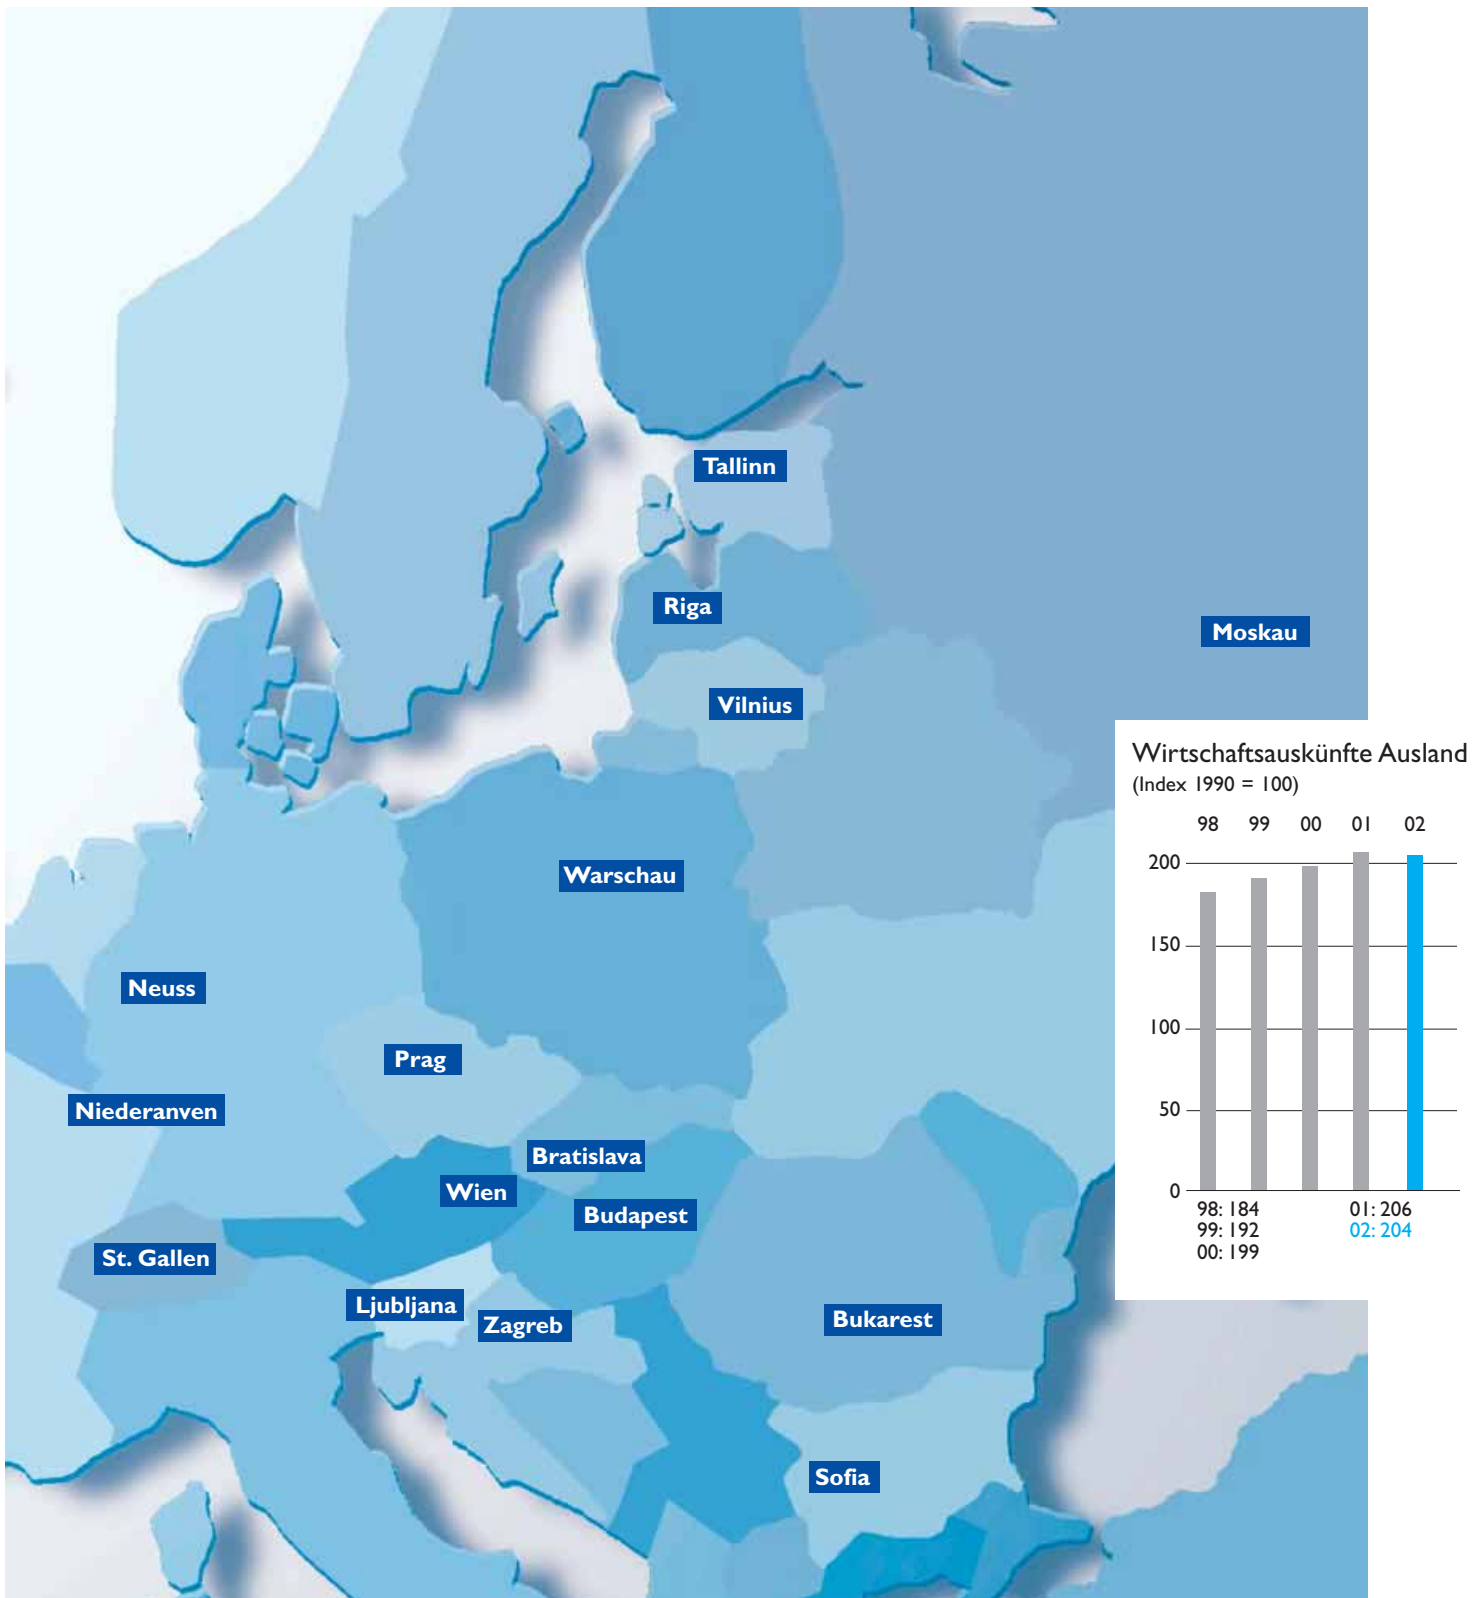 Tallinn
Riga
Moskau
Vilnius
Wirtschaftsauskünfte Ausland
(Index 1990 = 100)
98 99 00 01 02
200
150
100
50
0
98: 184
99: 192
00: 199
01: 206
02: 204
Warschau
Neuss
Prag
Niederanven
Bratislava
Wien
Budapest
St. Gallen
Ljubljana
Zagreb
Bukarest
Sofia